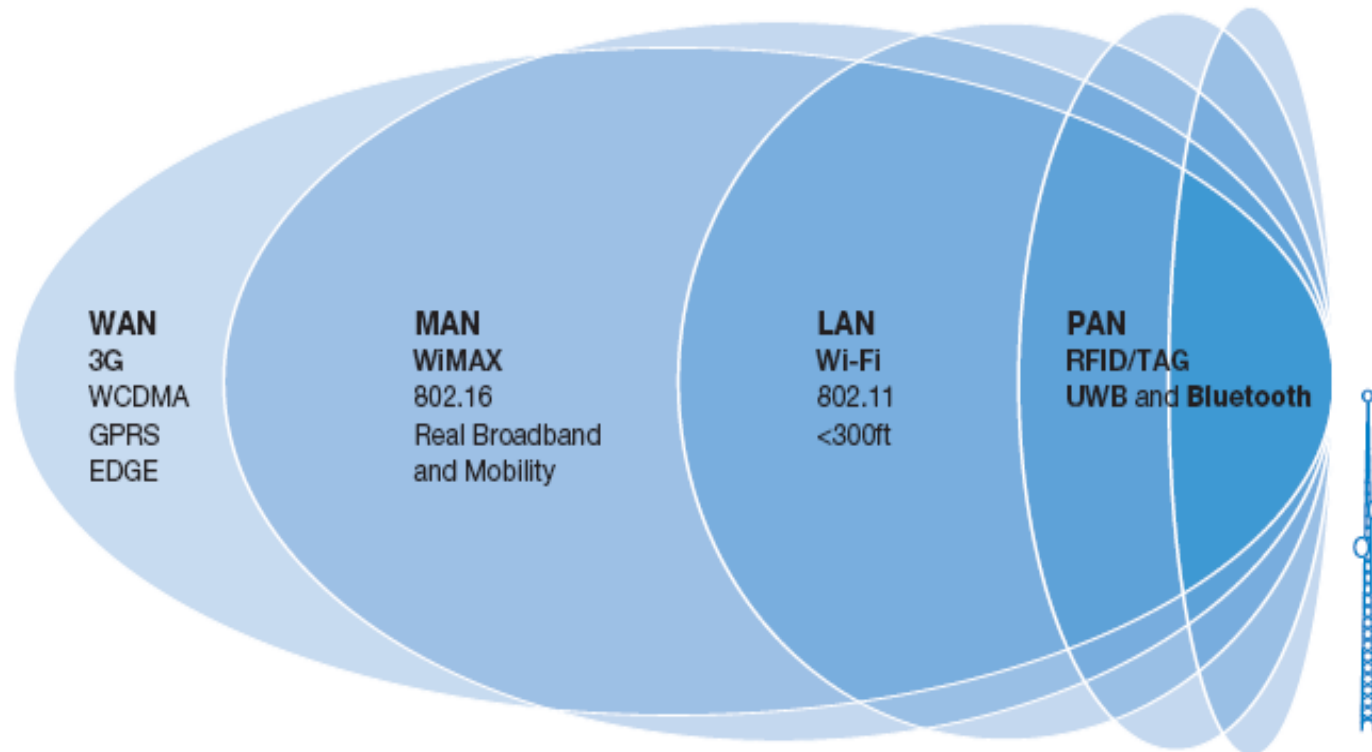 WAN
3G
WCDMA
GPRS
EDGE
MAN
WiMAX
802.16
Real Broadband
and Mobility
LAN
Wi-Fi
802.11
<300ft
PAN
RFID/TAG
UWB and Bluetooth